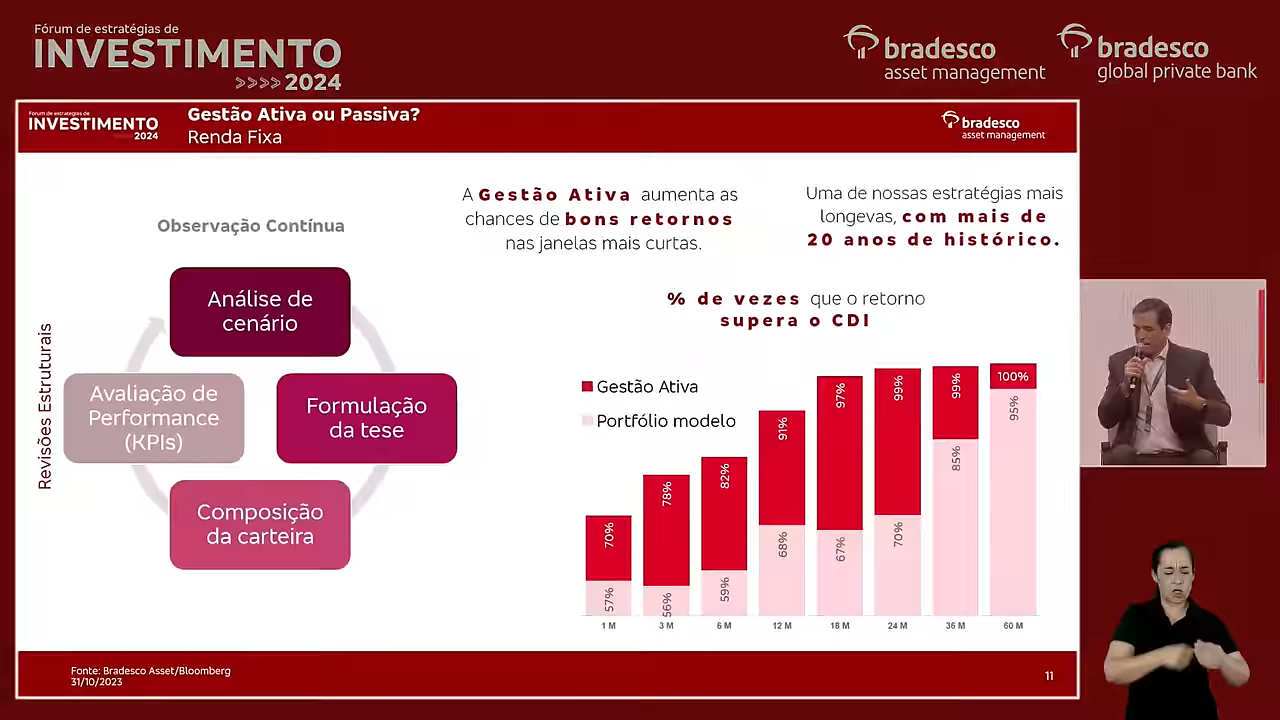 Fórum de estratégias de
INVESTIMENTO
>>>> 2024
bradesco
asset management
bradesco
global private bank
Fórum de estratégias de
INVESTIMENTO
2024
Gestão Ativa ou Passiva?
Renda Fixa
bradesco
asset management
Observação Contínua
Revisões Estruturais
Análise de
cenário
Avaliação de
Performance
(KPIs)
Formulação
da tese
Composição
da carteira
A Gestão Ativa aumenta as
chances de bons retornos
nas janelas mais curtas.
Uma de nossas estratégias mais
longevas, com mais de
20 anos de histórico.
% de vezes que o retorno
supera o CDI
Gestão Ativa
Portfólio modelo
70%
78%
82%
91%
97%
99%
99%
100%
57%
56%
59%
68%
67%
70%
85%
95%
1 M
3 M
6 M
12 M
18 M
24 M
36 M
60 M
Fonte: Bradesco Asset/Bloomberg
31/10/2023
11